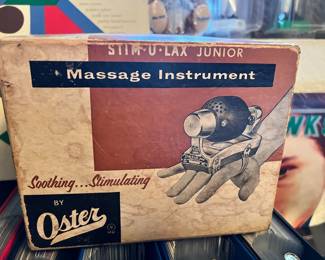 STIM·U·LAX JUNIOR
Massage Instrument
Soothing...Stimulating
BY
Oster